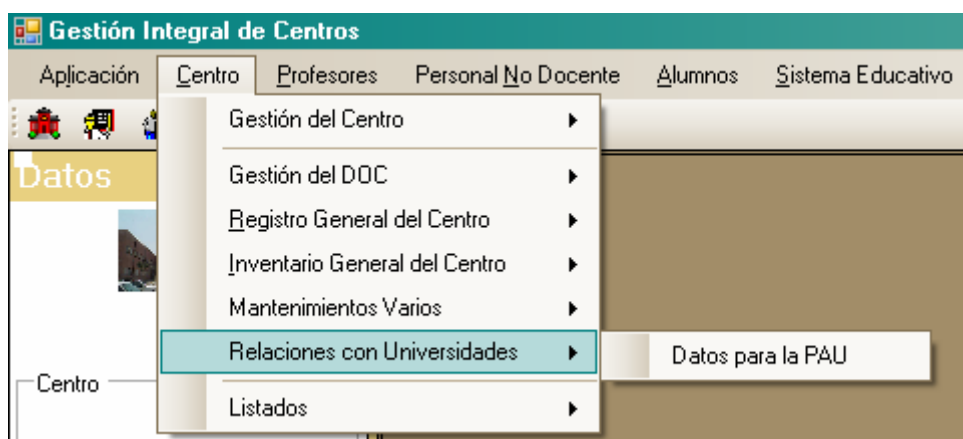 Gestión Integral de Centros
Aplicación Centro Profesores Personal No Docente Alumnos Sistema Educativo
Gestión del Centro
Datos
Gestión del DOC
Registro General del Centro
Inventario General del Centro
Mantenimientos Varios
Relaciones con Universidades Datos para la PAU
Centro
Listados